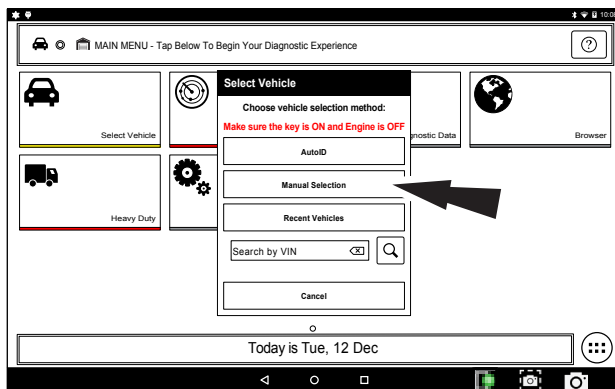 10:08
MAIN MENU - Tap Below To Begin Your Diagnostic Experience
?
Select Vehicle
Choose vehicle selection method:
Make sure the key is ON and Engine is OFF
AutoID
Manual Selection
Recent Vehicles
Search by VIN
Cancel
Select Vehicle
Data
Browser
Heavy Duty
Today is Tue, 12 Dec